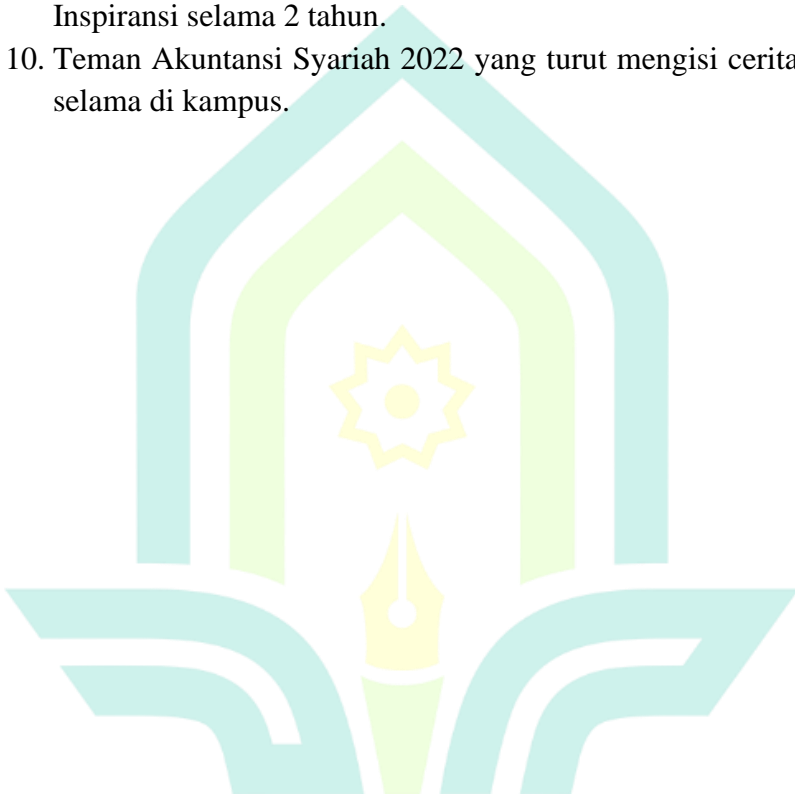 Inspiransi selama 2 tahun.
10. Teman Akuntansi Syariah 2022 yang turut mengisi cerita
selama di kampus.